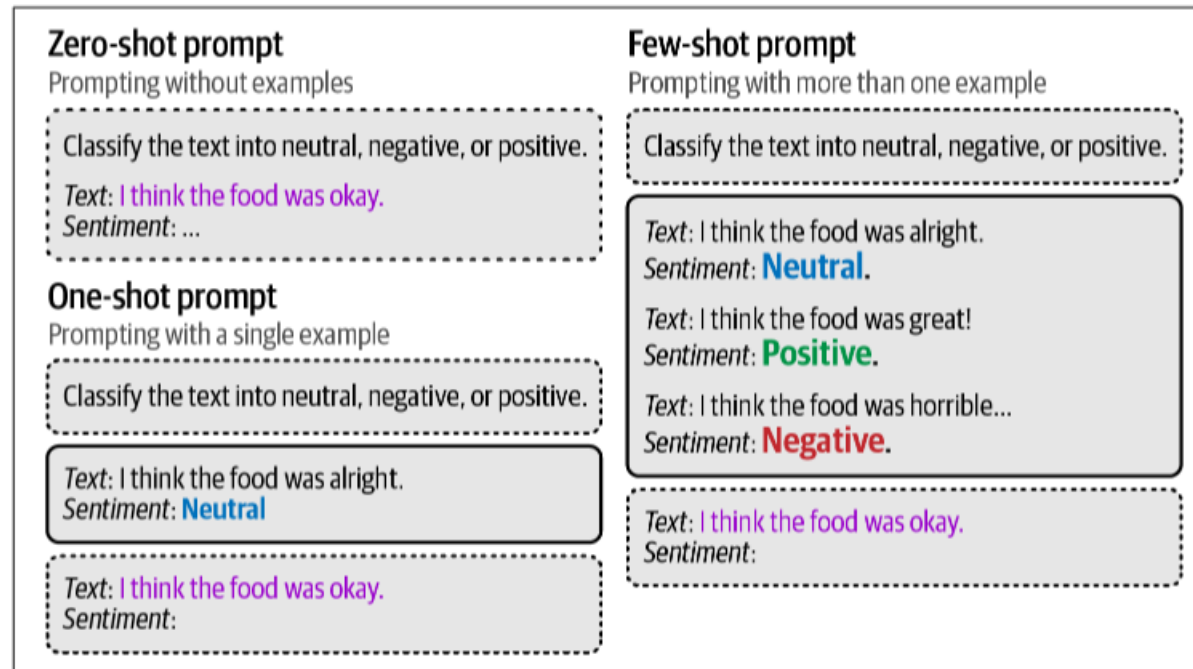 Zero-shot prompt
Prompting without examples
Classify the text into neutral, negative, or positive.
Text: I think the food was okay.
Sentiment: ...
One-shot prompt
Prompting with a single example
Classify the text into neutral, negative, or positive.
Text: I think the food was alright.
Sentiment: Neutral
Text: I think the food was okay.
Sentiment:
Few-shot prompt
Prompting with more than one example
Classify the text into neutral, negative, or positive.
Text: I think the food was alright.
Sentiment: Neutral.
Text: I think the food was great!
Sentiment: Positive.
Text: I think the food was horrible...
Sentiment: Negative.
Text: I think the food was okay.
Sentiment: